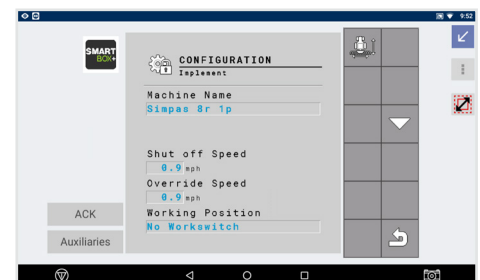 9:52
SMART
BOX+
CONFIGURATION
Implement
Machine Name
Simpas 8r 1p
Shut off Speed
0.9 mph
Override Speed
0.9 mph
Working Position
No Workswitch
ACK
Auxiliaries